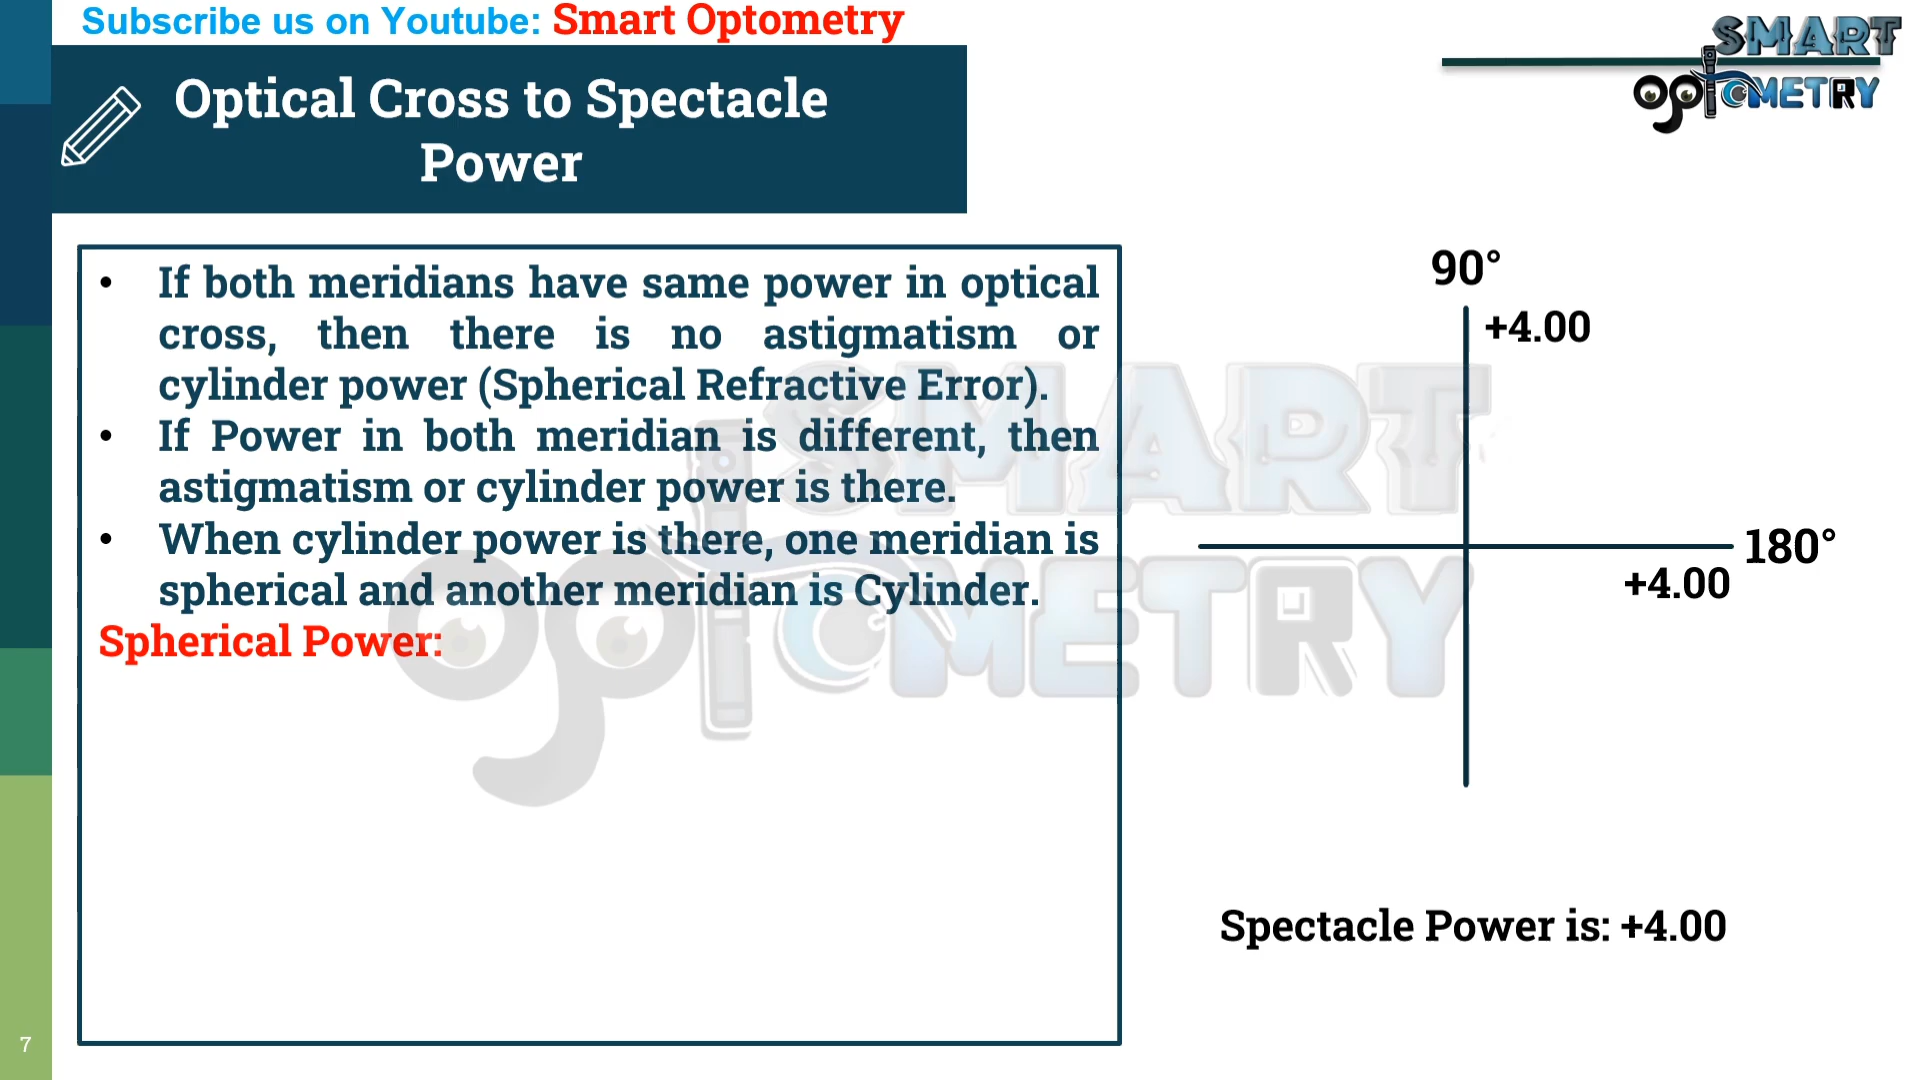 Subscribe us on Youtube: Smart Optometry
SMART
OptOMETRY
Optical Cross to Spectacle
Power
• If both meridians have same power in optical
cross, then there is no astigmatism or
cylinder power (Spherical Refractive Error).
• If Power in both meridian is different, then
astigmatism or cylinder power is there.
• When cylinder power is there, one meridian is
spherical and another meridian is Cylinder.
Spherical Power:
SMART
OptOMETRY
90°
+4.00
180°
+4.00
Spectacle Power is: +4.00
7